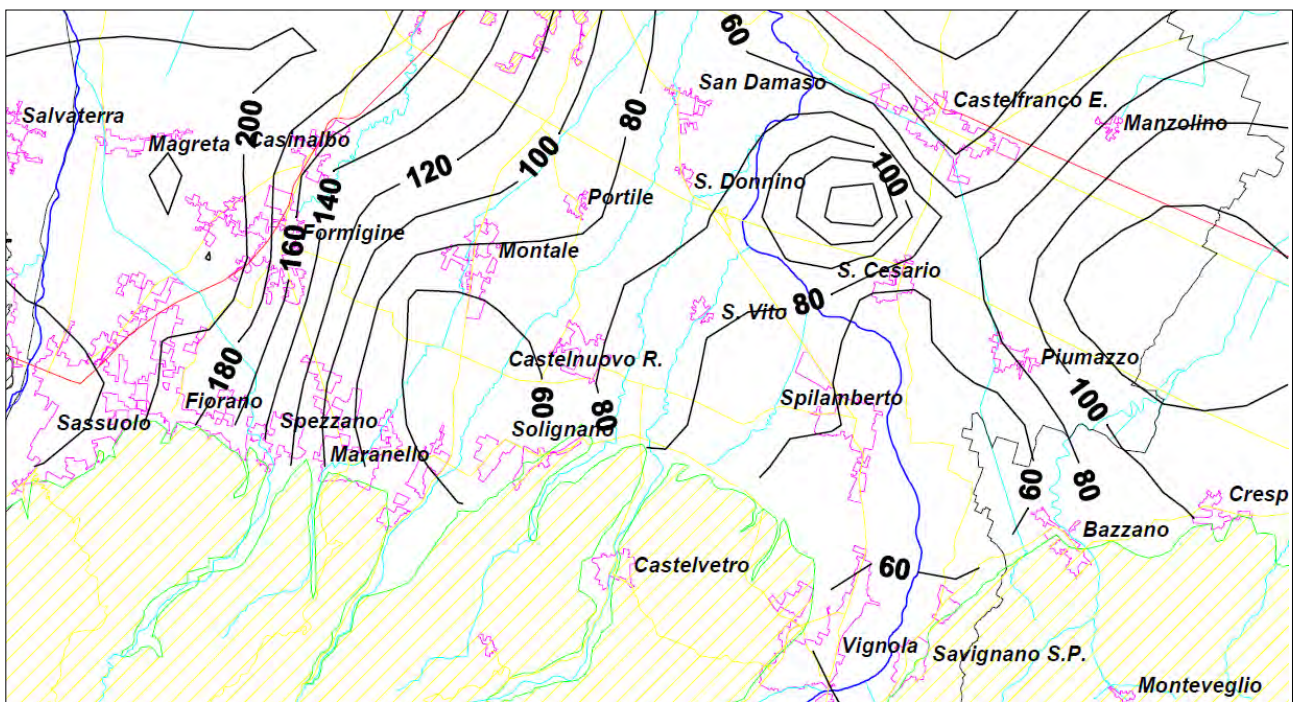 60
San Damaso
Castelfranco E.
Salvaterra
200
80
Magreta
Casinalbo
Manzolino
120
100
100
140
S. Donnino
Portile
160
Formigine
Montale
S. Cesario
80
S. Vito
180
Castelnuovo R.
Piumazzo
Fiorano
60
Spilamberto
100
Sassuolo
Spezzano
Solignano
80
Maranello
60
80
Cresp
Bazzano
Castelvetro
60
Vignola
Savignano S.P.
Monteveglio